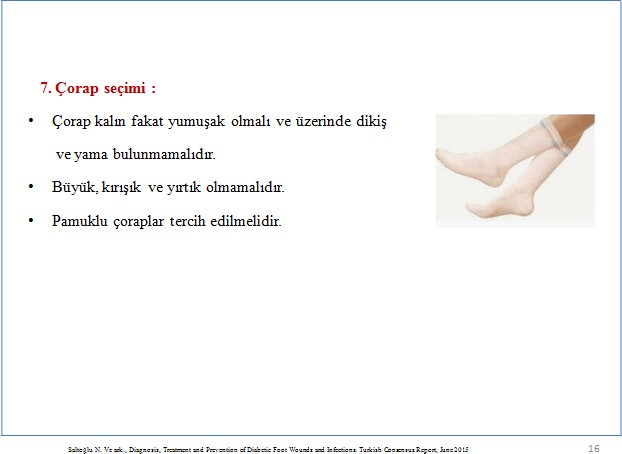 7. Çorap seçimi :
• Çorap kalın fakat yumuşak olmalı ve üzerinde dikiş
ve yama bulunmamalıdır.
• Büyük, kırışık ve yırtık olmamalıdır.
• Pamuklu çoraplar tercih edilmelidir.
Saltoğlu N. Ve ark., Diagnosis, Treatment and Prevention of Diabetic Foot Wounds and Infections: Turkish Consensus Report, June 2015
16